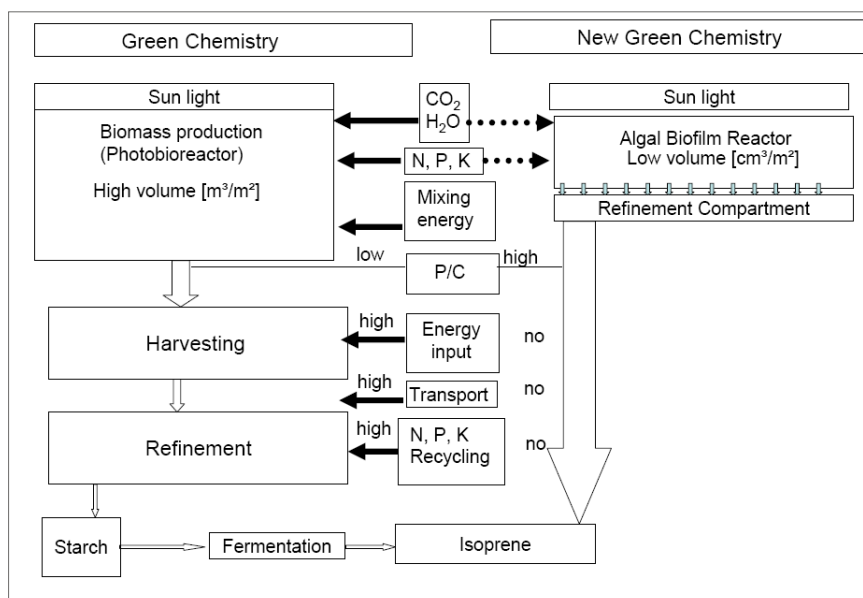 Green Chemistry
New Green Chemistry
Sun light
Biomass production
(Photobioreactor)
High volume [m³/m²]
CO₂
H₂O
N, P, K
Mixing
energy
Sun light
Algal Biofilm Reactor
Low volume [cm³/m²]
Refinement Compartment
low
P/C
high
Harvesting
high
Energy
input
no
high
Transport
no
Refinement
high
N, P, K
Recycling
no
Starch
Fermentation
Isoprene